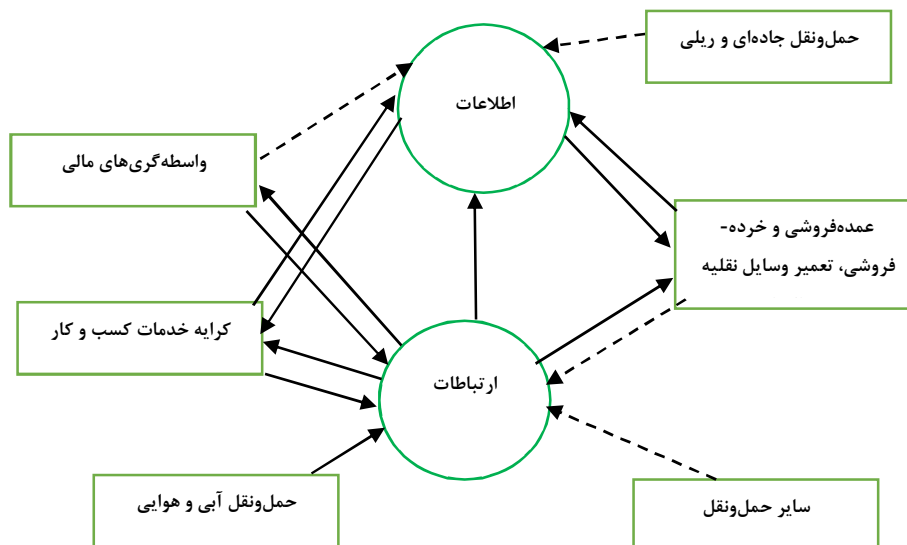 حمل‌ونقل جاده‌ای و ریلی
اطلاعات
واسطه‌گری‌های مالی
عمده‌فروشی و خرده-
فروشی، تعمیر وسایل نقلیه
کرایه خدمات کسب و کار
ارتباطات
حمل‌ونقل آبی و هوایی
سایر حمل‌ونقل